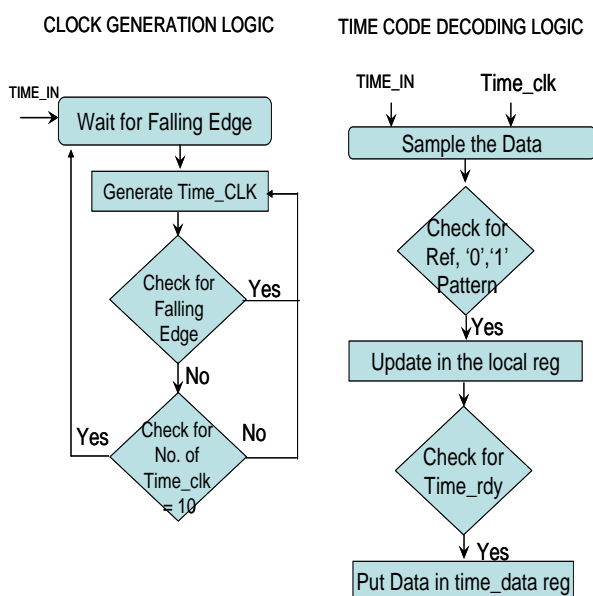 CLOCK GENERATION LOGIC
TIME_IN
Wait for Falling Edge
Generate Time_CLK
Check for
Falling
Edge
Yes
No
Check for
No. of
Time_clk
= 10
Yes
No
TIME CODE DECODING LOGIC
TIME_IN
Time_clk
Sample the Data
Check for
Ref, ‘0’,‘1’
Pattern
Yes
Update in the local reg
Check for
Time_rdy
Yes
Put Data in time_data reg